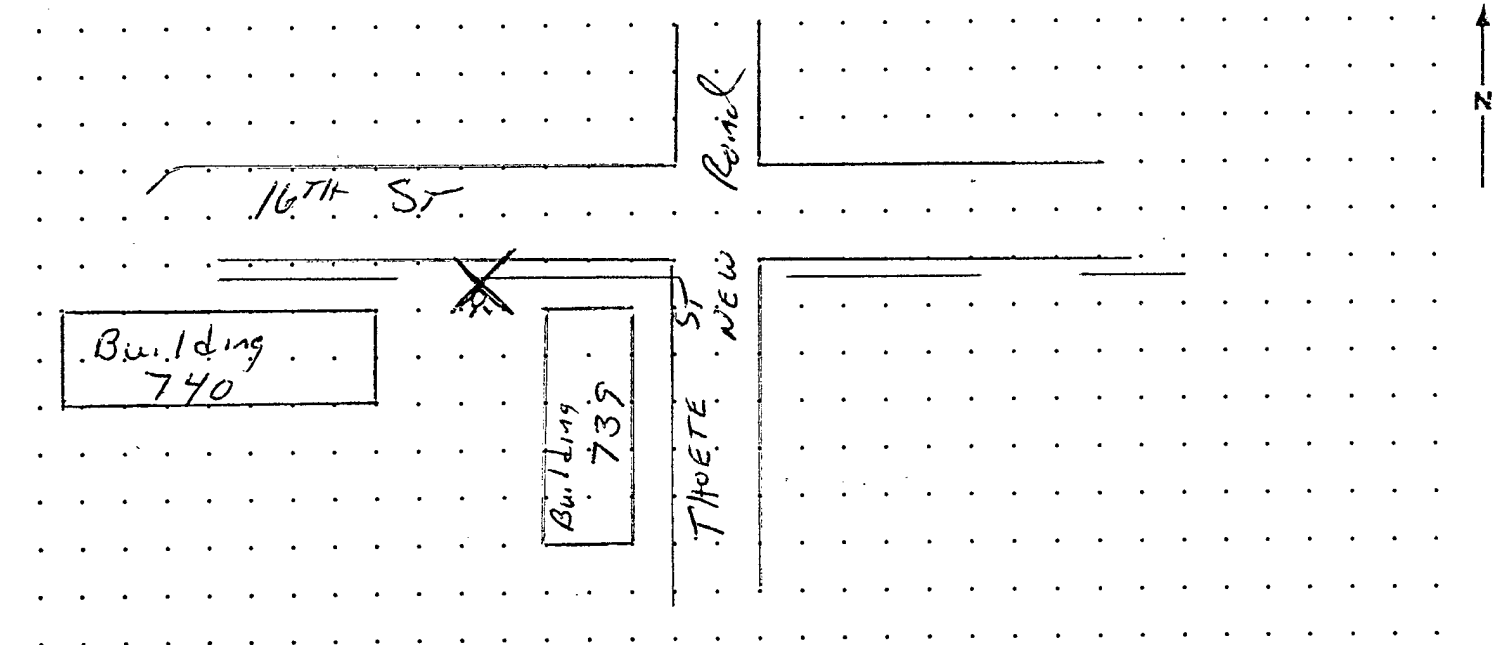 N
16TH ST
NEW Road
THOETE ST
Building
740
Building
739